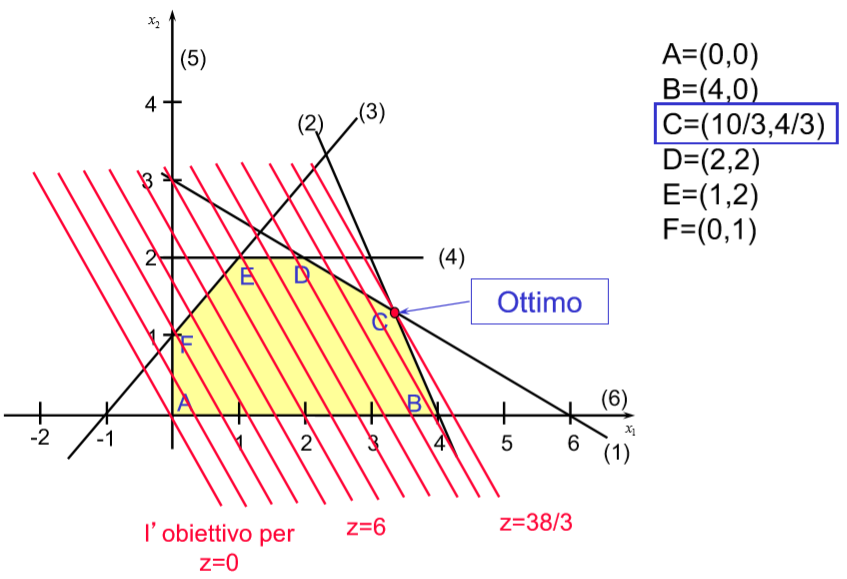 x₂
(5)
4
(2)
(3)
3
2
(4)
E
D
Ottimo
C
1
F
A
B
(6)
x₁
-2
-1
1
2
3
4
5
6
(1)
l’obiettivo per
z=0
z=6
z=38/3
A=(0,0)
B=(4,0)
C=(10/3,4/3)
D=(2,2)
E=(1,2)
F=(0,1)